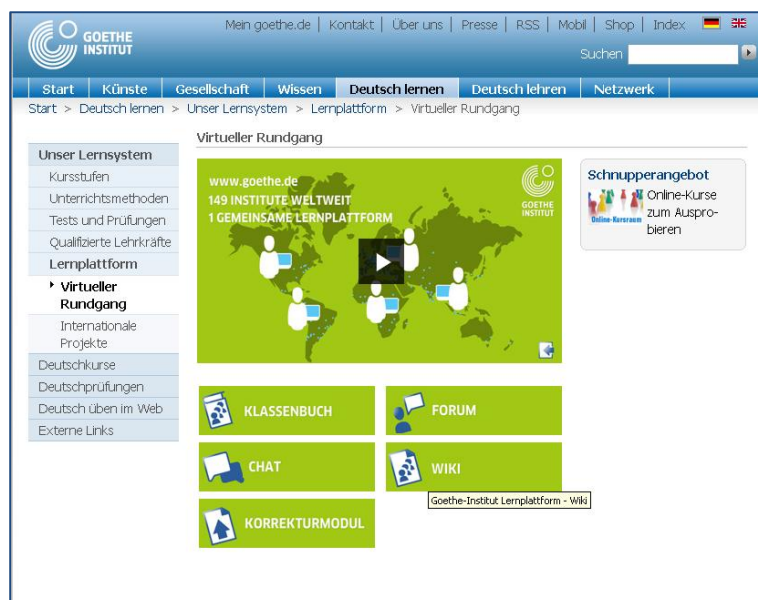 GOETHE
INSTITUT
Mein goethe.de | Kontakt | Über uns | Presse | RSS | Mobil | Shop | Index
Suchen
Start Künste Gesellschaft Wissen Deutsch lernen Deutsch lehren Netzwerk
Start > Deutsch lernen > Unser Lernsystem > Lernplattform > Virtueller Rundgang
Unser Lernsystem
Kursstufen
Unterrichtsmethoden
Tests und Prüfungen
Qualifizierte Lehrkräfte
Lernplattform
Virtueller
Rundgang
Internationale
Projekte
Deutschkurse
Deutschprüfungen
Deutsch üben im Web
Externe Links
Virtueller Rundgang
www.goethe.de
149 INSTITUTE WELTWEIT
1 GEMEINSAME LERNPLATTFORM
GOETHE
INSTITUT
KLASSENBUCH
FORUM
CHAT
WIKI
Goethe-Institut Lernplattform - Wiki
KORREKTURMODUL
Schnupperangebot
Online-Kursraum
Online-Kurse
zum Auspro-
bieren